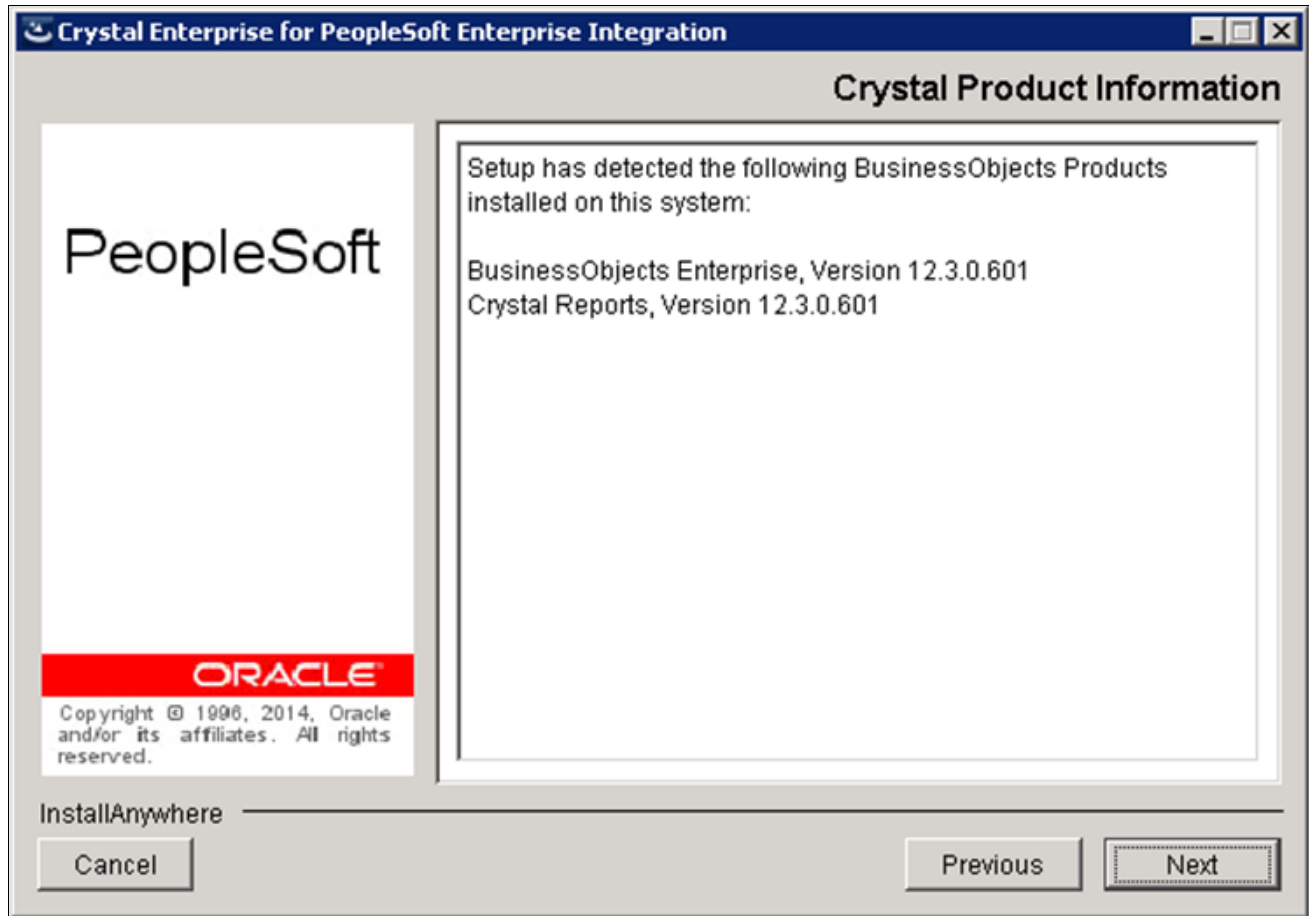 Crystal Enterprise for PeopleSoft Enterprise Integration
Crystal Product Information
PeopleSoft
ORACLE
Copyright © 1996, 2014, Oracle
and/or its affiliates. All rights
reserved.
Setup has detected the following BusinessObjects Products
installed on this system:
BusinessObjects Enterprise, Version 12.3.0.601
Crystal Reports, Version 12.3.0.601
InstallAnywhere
Cancel
Previous
Next